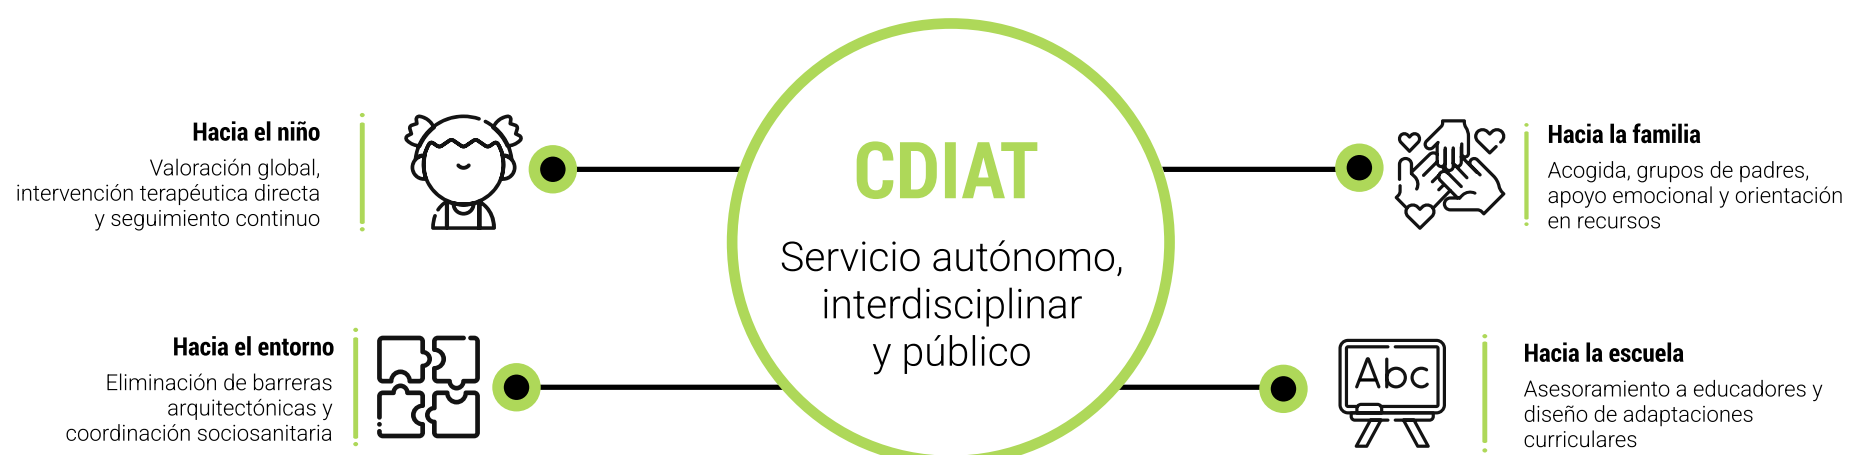 Hacia el niño
Valoración global,
intervención terapéutica directa
y seguimiento continuo
Hacia el entorno
Eliminación de barreras
arquitectónicas y
coordinación sociosanitaria
CDIAT
Servicio autónomo,
interdisciplinar
y público
Hacia la familia
Acogida, grupos de padres,
apoyo emocional y orientación
en recursos
Abc
Hacia la escuela
Asesoramiento a educadores y
diseño de adaptaciones
curriculares